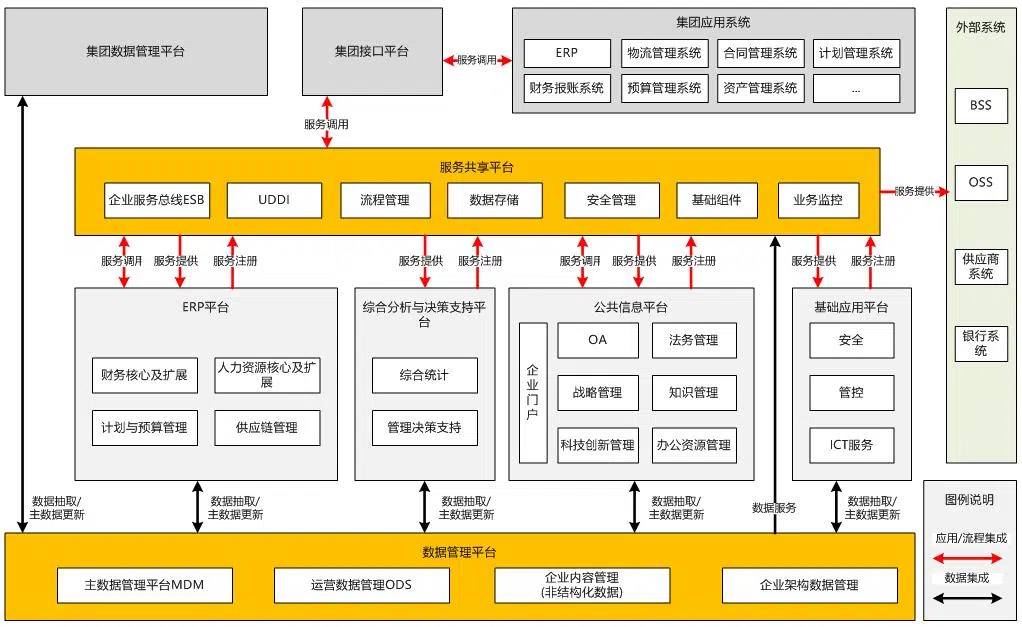 集团数据管理平台
集团接口平台
服务调用
集团应用系统
ERP
物流管理系统
合同管理系统
计划管理系统
财务报账系统
预算管理系统
资产管理系统
...
外部系统
BSS
OSS
供应商
系统
银行系
统
服务调用
服务共享平台
企业服务总线ESB
UDDI
流程管理
数据存储
安全管理
基础组件
业务监控
服务提供
服务调用
服务提供
服务注册
服务提供
服务注册
服务调用
服务提供
服务注册
服务提供
服务注册
ERP平台
财务核心及扩展
人力资源核心及扩
展
计划与预算管理
供应链管理
综合分析与决策支持平
台
综合统计
管理决策支持
公共信息平台
企
业
门
户
OA
法务管理
战略管理
知识管理
科技创新管理
办公资源管理
基础应用平台
安全
管控
ICT服务
数据抽取/
主数据更新
数据抽取/
主数据更新
数据抽取/
主数据更新
数据抽取/
主数据更新
数据服务
数据抽取/
主数据更新
数据管理平台
主数据管理平台MDM
运营数据管理ODS
企业内容管理
(非结构化数据)
企业架构数据管理
图例说明
应用/流程集成
数据集成